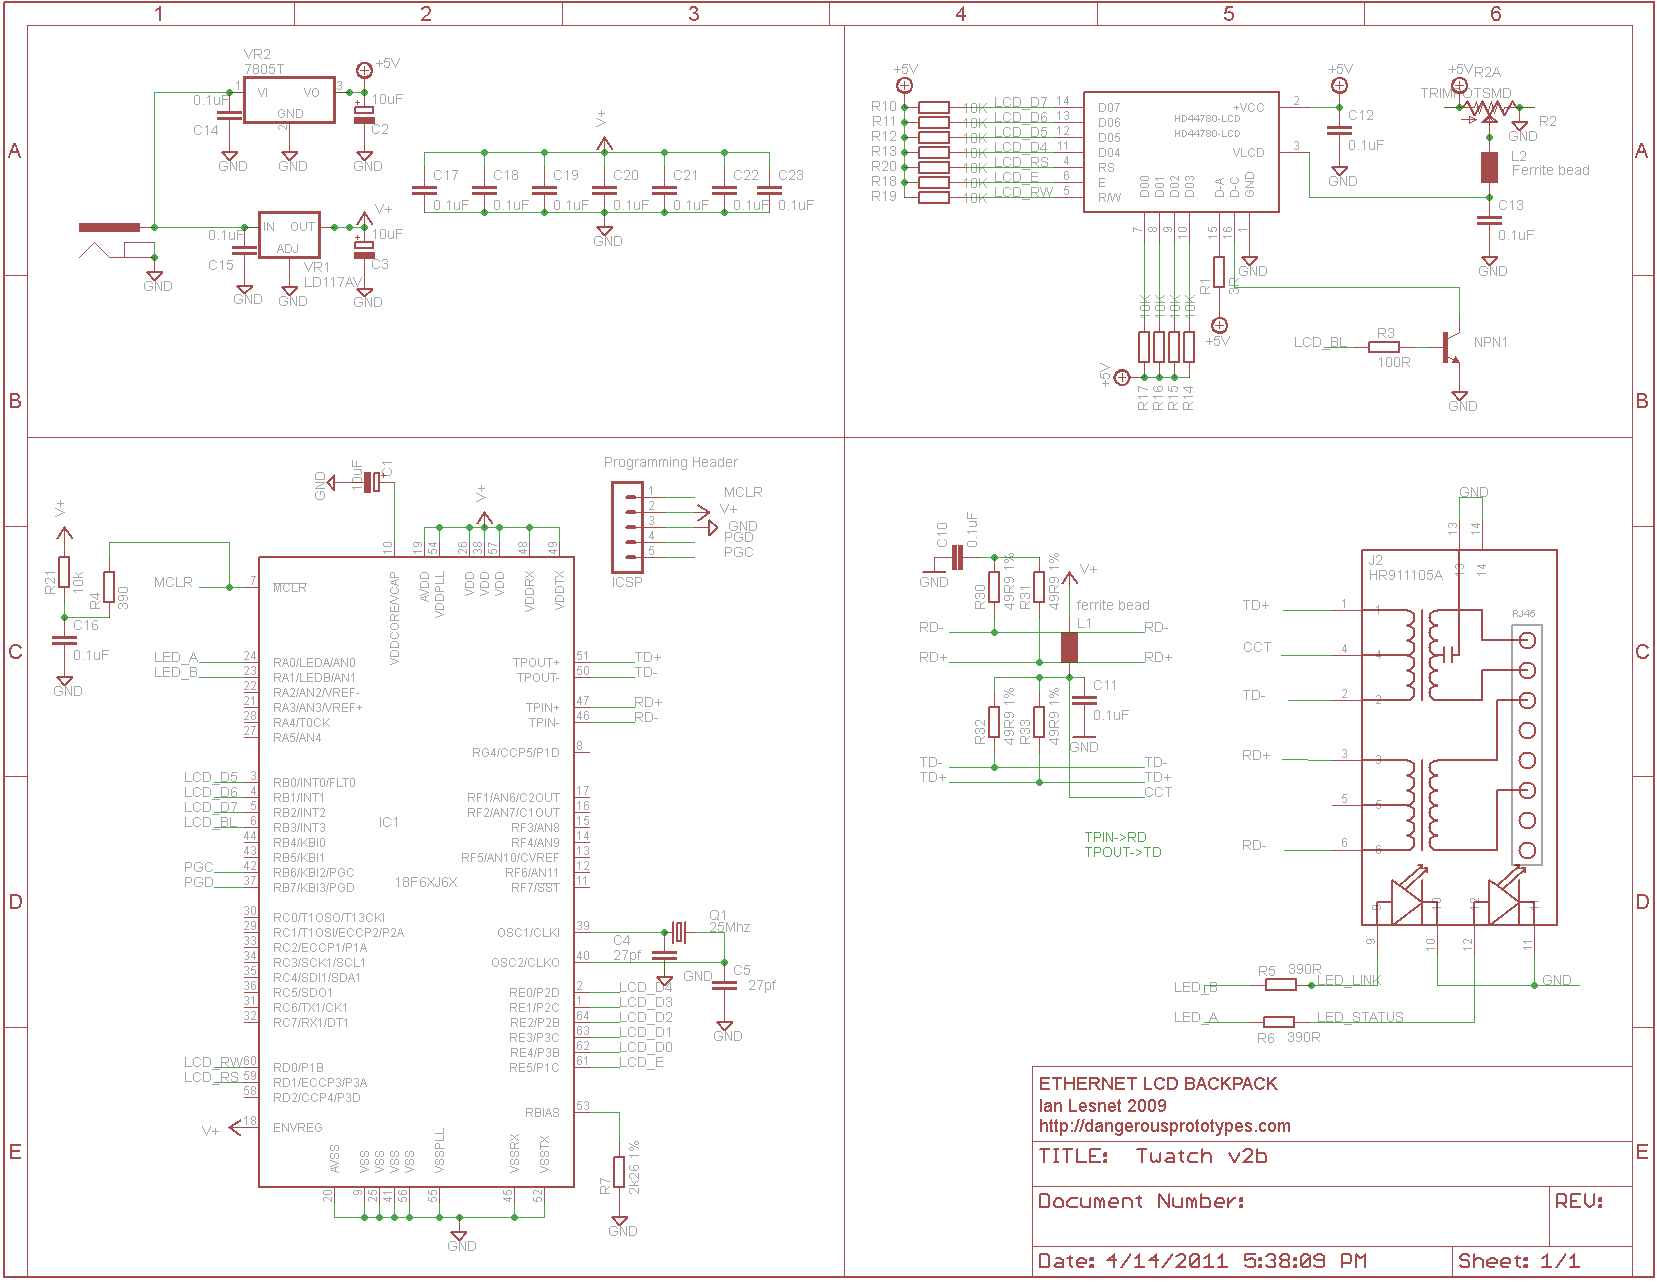 1 2 3 4 5 6
A
B
C
D
E
VR2
7805T
VI VO
GND
1 3
2
+5V
0.1uF
C14
10uF
C2
GND GND GND
V+
0.1uF
C15
IN OUT
ADJ
VR1
LD117AV
10uF
C3
GND
GND GND GND
V+
C17 C18 C19 C20 C21 C22 C23
0.1uF 0.1uF 0.1uF 0.1uF 0.1uF 0.1uF 0.1uF
GND
+5V
R10 10K LCD_D7 14 D07
R11 10K LCD_D6 13 D06
R12 10K LCD_D5 12 D05
R13 10K LCD_D4 11 D04
R20 10K LCD_RS 4 RS
R18 10K LCD_E 6 E
R19 10K LCD_RW 5 R/W
HD44780-LCD
HD44780-LCD
+VCC 2
VLCD 3
D00 D01 D02 D03 D-A D-C GND
7 8 9 10 15 16 1
+5V
C12
0.1uF
GND
+5V
R2A
TRIMPOTSMD
R2
GND
L2
Ferrite bead
C13
0.1uF
GND
GND
R1
3R
+5V
10K 10K 10K 10K
+5V
R17 R16 R15 R14
LCD_BL
R3
100R
NPN1
GND
GND
10uF
C1
V+
R21
10K
R4
390
C16
0.1uF
GND
MCLR 7 MCLR
10 19 54 26 38 57 48 49
VDDCORE/VCAP AVDD VDDPLL VDD VDD VDD VDDRX VDDTX
V+
Programming Header
1 MCLR
2 V+
3 GND
4 PGD
5 PGC
ICSP
LED_A 24 RA0/LEDA/AN0
LED_B 23 RA1/LEDB/AN1
22 RA2/AN2/VREF-
21 RA3/AN3/VREF+
28 RA4/T0CK
27 RA5/AN4
LCD_D5 3 RB0/INT0/FLT0
LCD_D6 4 RB1/INT1
LCD_D7 5 RB2/INT2
LCD_BL 6 RB3/INT3
44 RB4/KBI0
43 RB5/KBI1
PGC 42 RB6/KBI2/PGC
PGD 37 RB7/KBI3/PGD
30 RC0/T1OSO/T13CKI
29 RC1/T1OSI/ECCP2/P2A
33 RC2/ECCP1/P1A
34 RC3/SCK1/SCL1
35 RC4/SDI1/SDA1
36 RC5/SDO1
31 RC6/TX1/CK1
32 RC7/RX1/DT1
LCD_RW 60 RD0/P1B
LCD_RS 59 RD1/ECCP3/P3A
58 RD2/CCP4/P3D
V+ 18 ENVREG
IC1
18F6XJ6X
TPOUT+ 51 TD+
TPOUT- 50 TD-
TPIN+ 47 RD+
TPIN- 46 RD-
RG4/CCP5/P1D 8
RF1/AN6/C2OUT 17
RF2/AN7/C1OUT 16
RF3/AN8 15
RF4/AN9 14
RF5/AN10/CVREF 13
RF6/AN11 12
RF7/SST 11
OSC1/CLKI 39
OSC2/CLKO 40
Q1
25Mhz
C4
27pf
GND
C5
27pf
GND
RE0/P2D 2 LCD_D4
RE1/P2C 1 LCD_D3
RE2/P2B 64 LCD_D2
RE3/P3C 63 LCD_D1
RE4/P3B 62 LCD_D0
RE5/P1C 61 LCD_E
RBIAS 53
R7
2k26 1%
GND
AVSS VSS VSS VSS VSS VSSPLL VSSRX VSSTX
20 9 25 41 56 55 45 52
GND
C10
0.1uF
GND
R30 49R9 1%
R31 49R9 1%
V+
ferrite bead
L1
RD- RD-
RD+ RD+
R32 49R9 1%
R33 49R9 1%
C11
0.1uF
GND
TD- TD-
TD+ TD+
CCT
TPIN->RD
TPOUT->TD
GND
13 14
13 14
J2
HR911105A
RJ45
TD+ 1 1
CCT 4 4
TD- 2 2
RD+ 3 3
5 5
RD- 6 6
9 10 12 11
9 10 12 11
LED_B R5 390R LED_LINK GND
LED_A R6 390R LED_STATUS
ETHERNET LCD BACKPACK
Ian Lesnet 2009
http://dangerousprototypes.com
TITLE: Twatch v2b
Document Number:
REV:
Date: 4/14/2011 5:38:09 PM
Sheet: 1/1
A
B
C
D
E